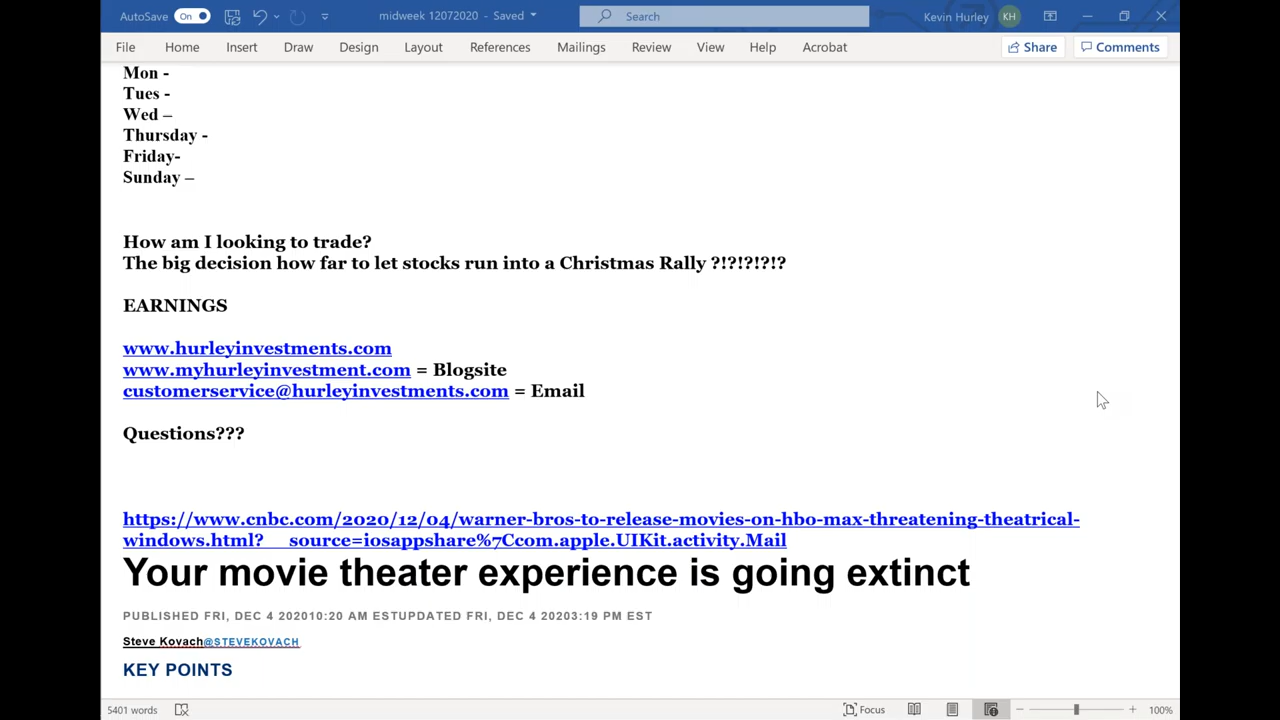 AutoSave On midweek 12072020 - Saved Search Kevin Hurley KH
File Home Insert Draw Design Layout References Mailings Review View Help Acrobat Share Comments
Mon -
Tues -
Wed –
Thursday -
Friday-
Sunday –
How am I looking to trade?
The big decision how far to let stocks run into a Christmas Rally ?!?!?!?!?
EARNINGS
www.hurleyinvestments.com
www.myhurleyinvestment.com = Blogsite
customerservice@hurleyinvestments.com = Email
Questions???
https://www.cnbc.com/2020/12/04/warner-bros-to-release-movies-on-hbo-max-threatening-theatrical-
windows.html?__source=iosappshare%7Ccom.apple.UIKit.activity.Mail
Your movie theater experience is going extinct
PUBLISHED FRI, DEC 4 202010:20 AM ESTUPDATED FRI, DEC 4 20203:19 PM EST
Steve Kovach@STEVEKOVACH
KEY POINTS
5401 words Focus 100%